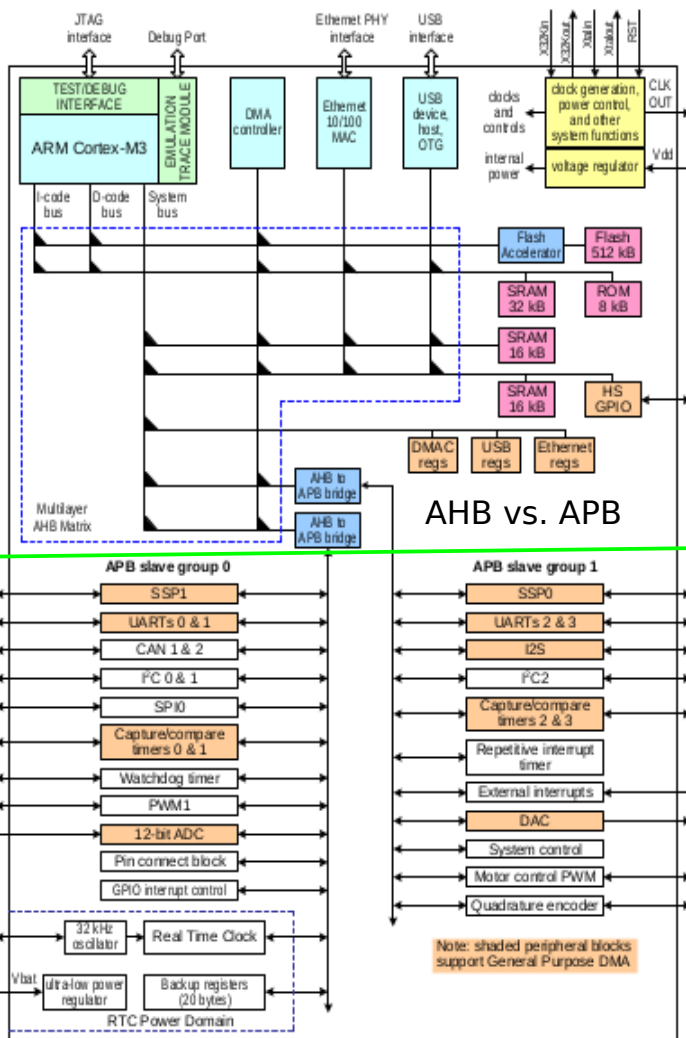 JTAG
interface
Debug Port
Ethernet PHY
interface
USB
interface
X32Kin
X32Kout
Xtalin
Xtalout
RST
TEST/DEBUG
INTERFACE
EMULATION
TRACE MODULE
ARM Cortex-M3
DMA
controller
Ethernet
10/100
MAC
USB
device,
host,
OTG
clocks
and
controls
clock generation,
power control,
and other
system functions
CLK
OUT
internal
power
voltage regulator
Vdd
I-code
bus
D-code
bus
System
bus
Flash
Accelerator
Flash
512 kB
SRAM
32 kB
ROM
8 kB
SRAM
16 kB
SRAM
16 kB
HS
GPIO
DMAC
regs
USB
regs
Ethernet
regs
AHB to
APB bridge
Multilayer
AHB Matrix
AHB to
APB bridge
AHB vs. APB
APB slave group 0
SSP1
UARTs 0 & 1
CAN 1 & 2
I²C 0 & 1
SPI0
Capture/compare
timers 0 & 1
Watchdog timer
PWM1
12-bit ADC
Pin connect block
GPIO interrupt control
32 kHz
oscillator
Real Time Clock
Vbat
ultra-low power
regulator
Backup registers
(20 bytes)
RTC Power Domain
APB slave group 1
SSP0
UARTs 2 & 3
I2S
I²C2
Capture/compare
timers 2 & 3
Repetitive interrupt
timer
External interrupts
DAC
System control
Motor control PWM
Quadrature encoder
Note: shaded peripheral blocks
support General Purpose DMA